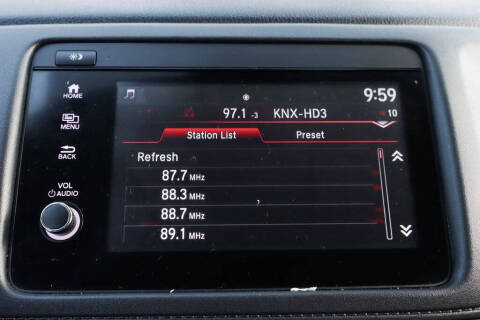 9:59
HOME
97.1 -3 KNX-HD3 10
MENU
Station List Preset
BACK
Refresh
87.7 MHz
VOL
AUDIO
88.3 MHz
88.7 MHz
89.1 MHz